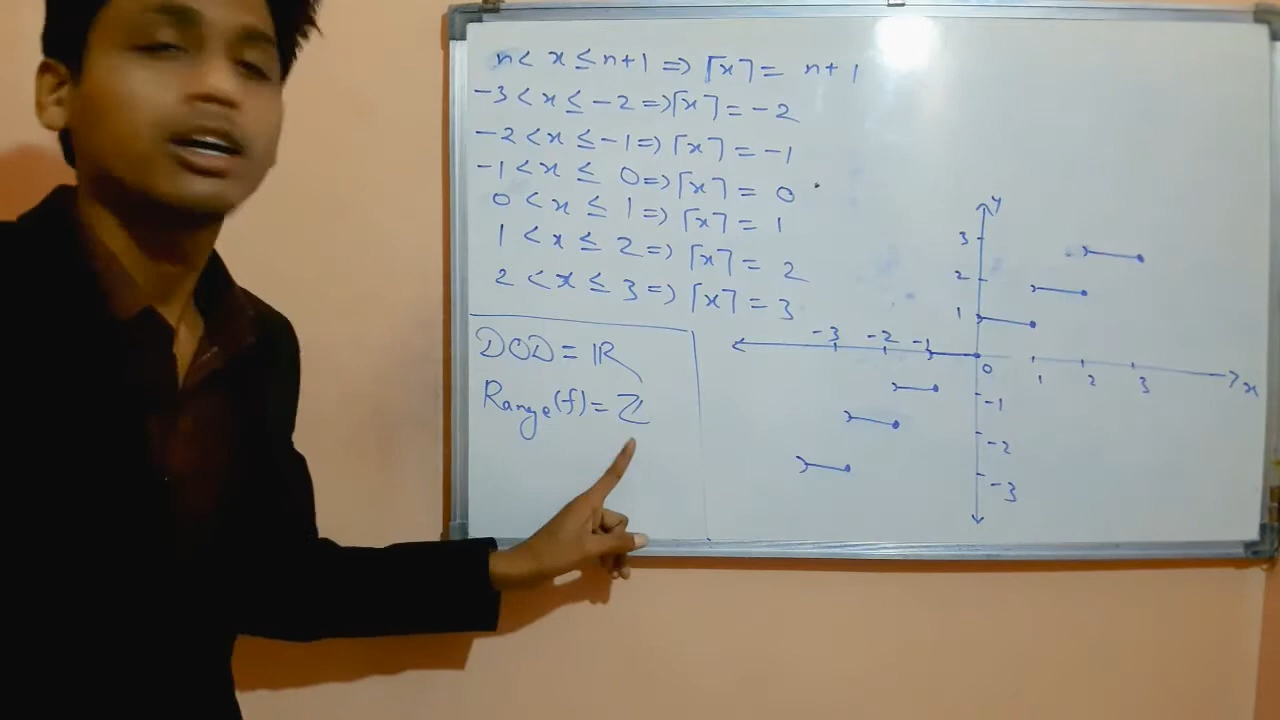 n < x ≤ n+1 ⇒ ⌈x⌉ = n+1
-3 < x ≤ -2 ⇒ ⌈x⌉ = -2
-2 < x ≤ -1 ⇒ ⌈x⌉ = -1
-1 < x ≤ 0 ⇒ ⌈x⌉ = 0
0 < x ≤ 1 ⇒ ⌈x⌉ = 1
1 < x ≤ 2 ⇒ ⌈x⌉ = 2
2 < x ≤ 3 ⇒ ⌈x⌉ = 3
DOD = ℝ
Range(f) = ℤ
y
3
2
1
-3 -2 -1 0 1 2 3 x
-1
-2
-3